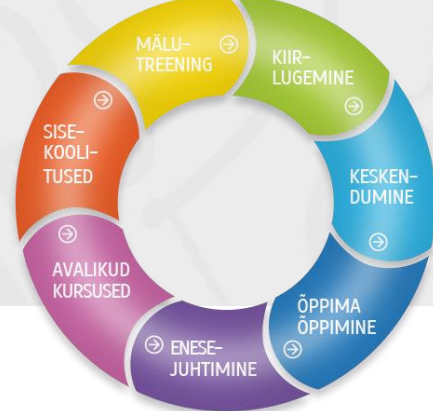 MÄLU-
TREENING
KIIR-
LUGEMINE
KESKEN-
DUMINE
ÕPPIMA
ÕPPIMINE
ENESE-
JUHTIMINE
AVALIKUD
KURSUSED
SISE-
KOOLI-
TUSED